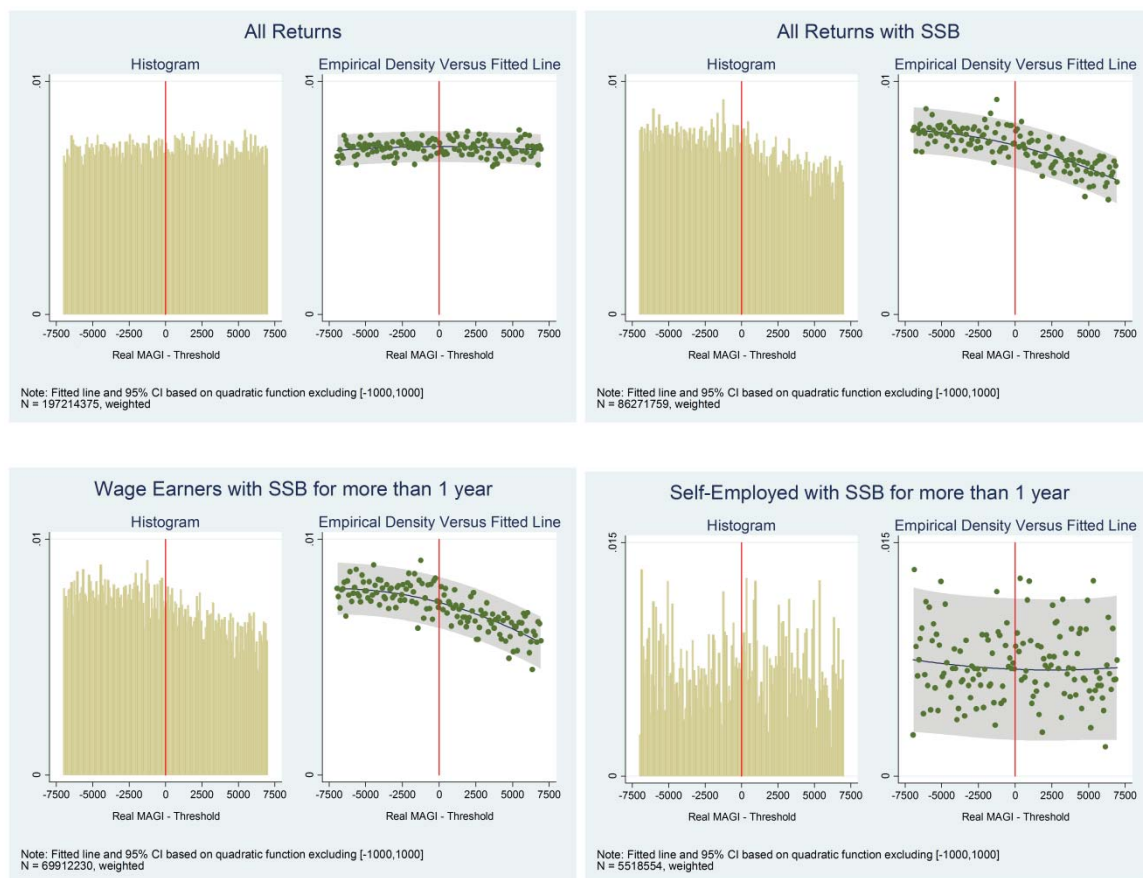 All Returns
Histogram
Empirical Density Versus Fitted Line
.01
0
-7500 -5000 -2500 0 2500 5000 7500
Real MAGI - Threshold
.01
0
-7500 -5000 -2500 0 2500 5000 7500
Real MAGI - Threshold
Note: Fitted line and 95% CI based on quadratic function excluding [-1000,1000]
N = 197214375, weighted
All Returns with SSB
Histogram
Empirical Density Versus Fitted Line
.01
0
-7500 -5000 -2500 0 2500 5000 7500
Real MAGI - Threshold
.01
0
-7500 -5000 -2500 0 2500 5000 7500
Real MAGI - Threshold
Note: Fitted line and 95% CI based on quadratic function excluding [-1000,1000]
N = 86271759, weighted
Wage Earners with SSB for more than 1 year
Histogram
Empirical Density Versus Fitted Line
.01
0
-7500 -5000 -2500 0 2500 5000 7500
Real MAGI - Threshold
.01
0
-7500 -5000 -2500 0 2500 5000 7500
Real MAGI - Threshold
Note: Fitted line and 95% CI based on quadratic function excluding [-1000,1000]
N = 69912230, weighted
Self-Employed with SSB for more than 1 year
Histogram
Empirical Density Versus Fitted Line
.015
0
-7500 -5000 -2500 0 2500 5000 7500
Real MAGI - Threshold
.015
0
-7500 -5000 -2500 0 2500 5000 7500
Real MAGI - Threshold
Note: Fitted line and 95% CI based on quadratic function excluding [-1000,1000]
N = 5518554, weighted